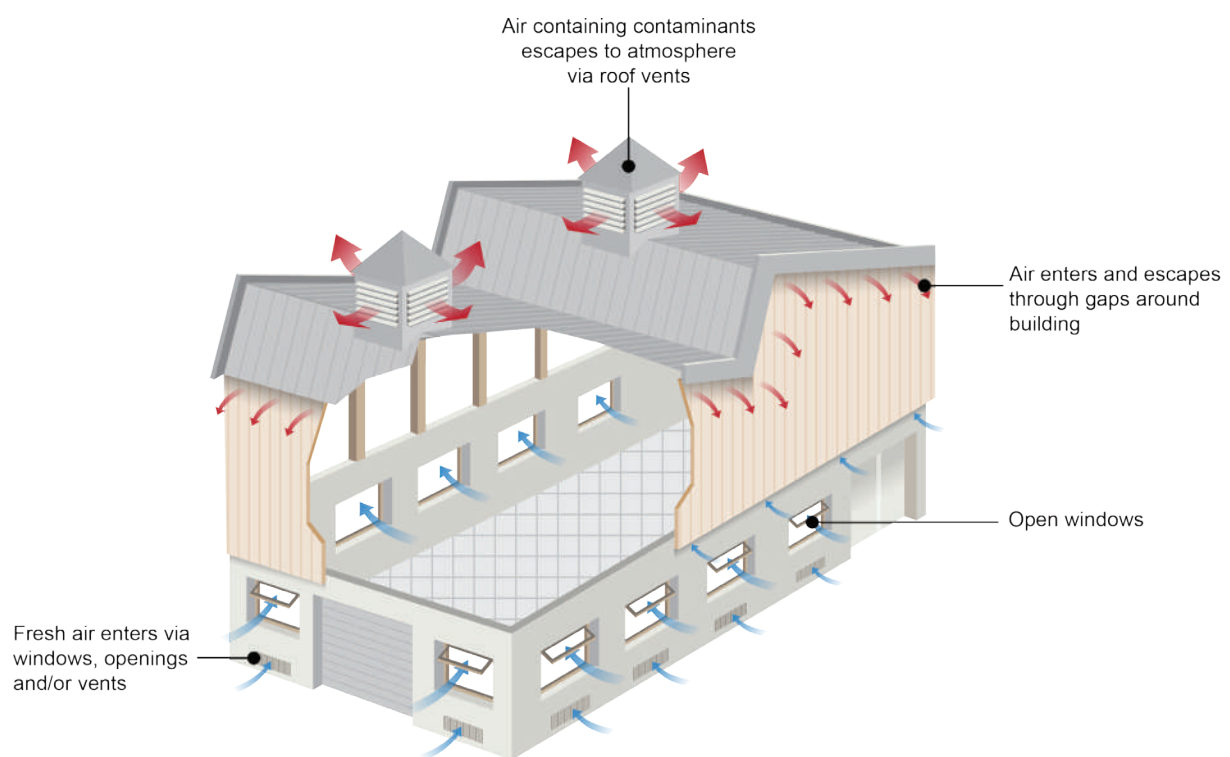 Air containing contaminants
escapes to atmosphere
via roof vents
Air enters and escapes
through gaps around
building
Open windows
Fresh air enters via
windows, openings
and/or vents